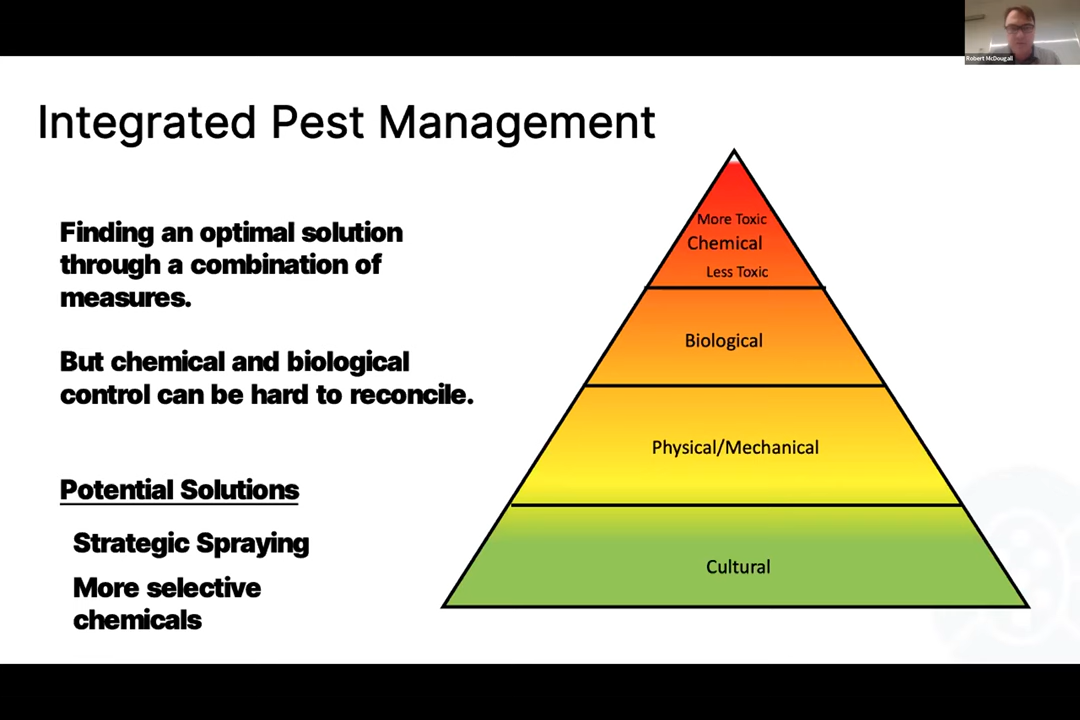 Robert McDougall
Integrated Pest Management
Finding an optimal solution
through a combination of
measures.
But chemical and biological
control can be hard to reconcile.
Potential Solutions
Strategic Spraying
More selective
chemicals
More Toxic
Chemical
Less Toxic
Biological
Physical/Mechanical
Cultural